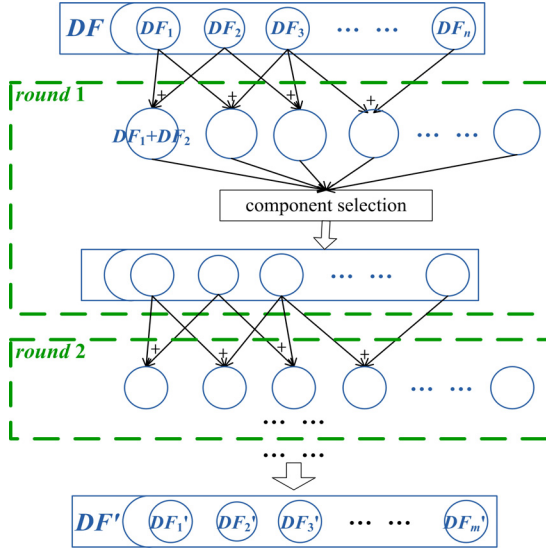 DF DF1 DF2 DF3 ... ... DFn
round 1
+ + + +
DF1+DF2 ... ...
component selection
... ...
round 2
+ + + +
... ...
... ...
... ...
DF' DF1' DF2' DF3' ... ... DFm'